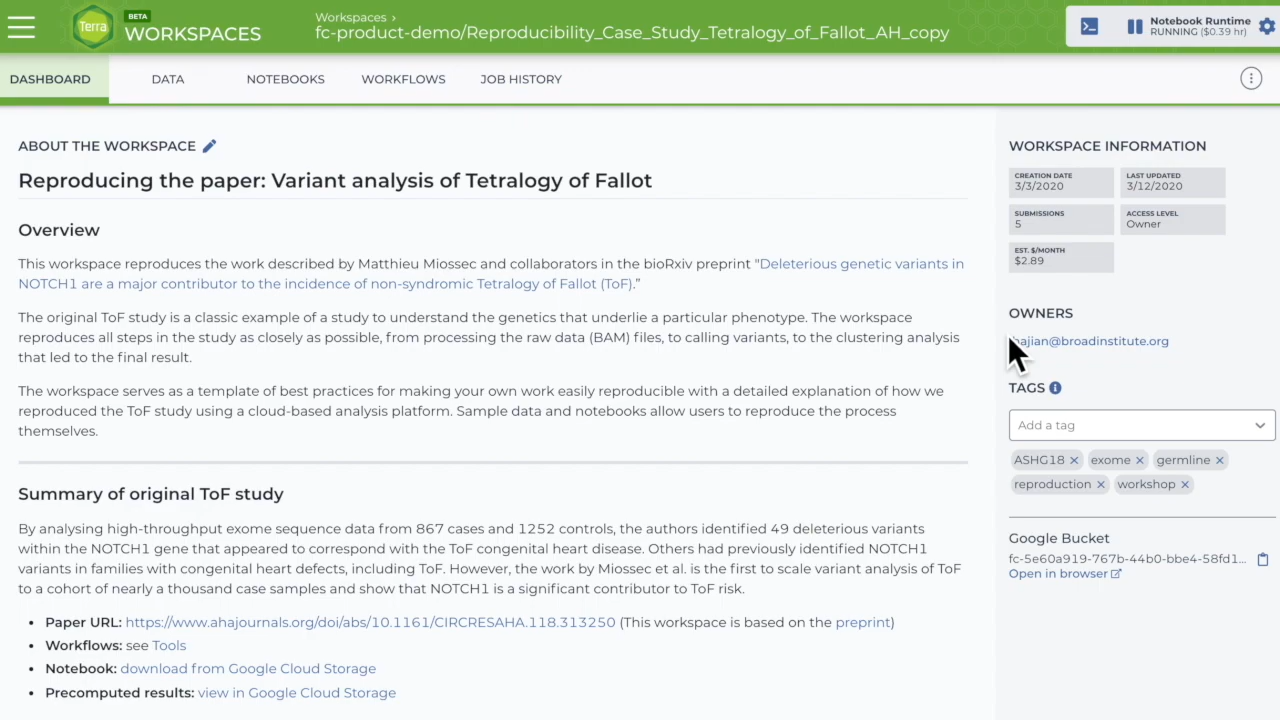 Terra
BETA
WORKSPACES
Workspaces ›
fc-product-demo/Reproducibility_Case_Study_Tetralogy_of_Fallot_AH_copy
Notebook Runtime
RUNNING ($0.39 hr)
DASHBOARD
DATA
NOTEBOOKS
WORKFLOWS
JOB HISTORY
ABOUT THE WORKSPACE
Reproducing the paper: Variant analysis of Tetralogy of Fallot
Overview
This workspace reproduces the work described by Matthieu Miossec and collaborators in the bioRxiv preprint "Deleterious genetic variants in
NOTCH1 are a major contributor to the incidence of non-syndromic Tetralogy of Fallot (ToF)."
The original ToF study is a classic example of a study to understand the genetics that underlie a particular phenotype. The workspace
reproduces all steps in the study as closely as possible, from processing the raw data (BAM) files, to calling variants, to the clustering analysis
that led to the final result.
The workspace serves as a template of best practices for making your own work easily reproducible with a detailed explanation of how we
reproduced the ToF study using a cloud-based analysis platform. Sample data and notebooks allow users to reproduce the process
themselves.
Summary of original ToF study
By analysing high-throughput exome sequence data from 867 cases and 1252 controls, the authors identified 49 deleterious variants
within the NOTCH1 gene that appeared to correspond with the ToF congenital heart disease. Others had previously identified NOTCH1
variants in families with congenital heart defects, including ToF. However, the work by Miossec et al. is the first to scale variant analysis of ToF
to a cohort of nearly a thousand case samples and show that NOTCH1 is a significant contributor to ToF risk.
• Paper URL: https://www.ahajournals.org/doi/abs/10.1161/CIRCRESAHA.118.313250 (This workspace is based on the preprint)
• Workflows: see Tools
• Notebook: download from Google Cloud Storage
• Precomputed results: view in Google Cloud Storage
WORKSPACE INFORMATION
CREATION DATE
3/3/2020
LAST UPDATED
3/12/2020
SUBMISSIONS
5
ACCESS LEVEL
Owner
EST. $/MONTH
$2.89
OWNERS
hajian@broadinstitute.org
TAGS
Add a tag
ASHG18 × exome × germline ×
reproduction × workshop ×
Google Bucket
fc-5e60a919-767b-44b0-bbe4-58fd1...
Open in browser